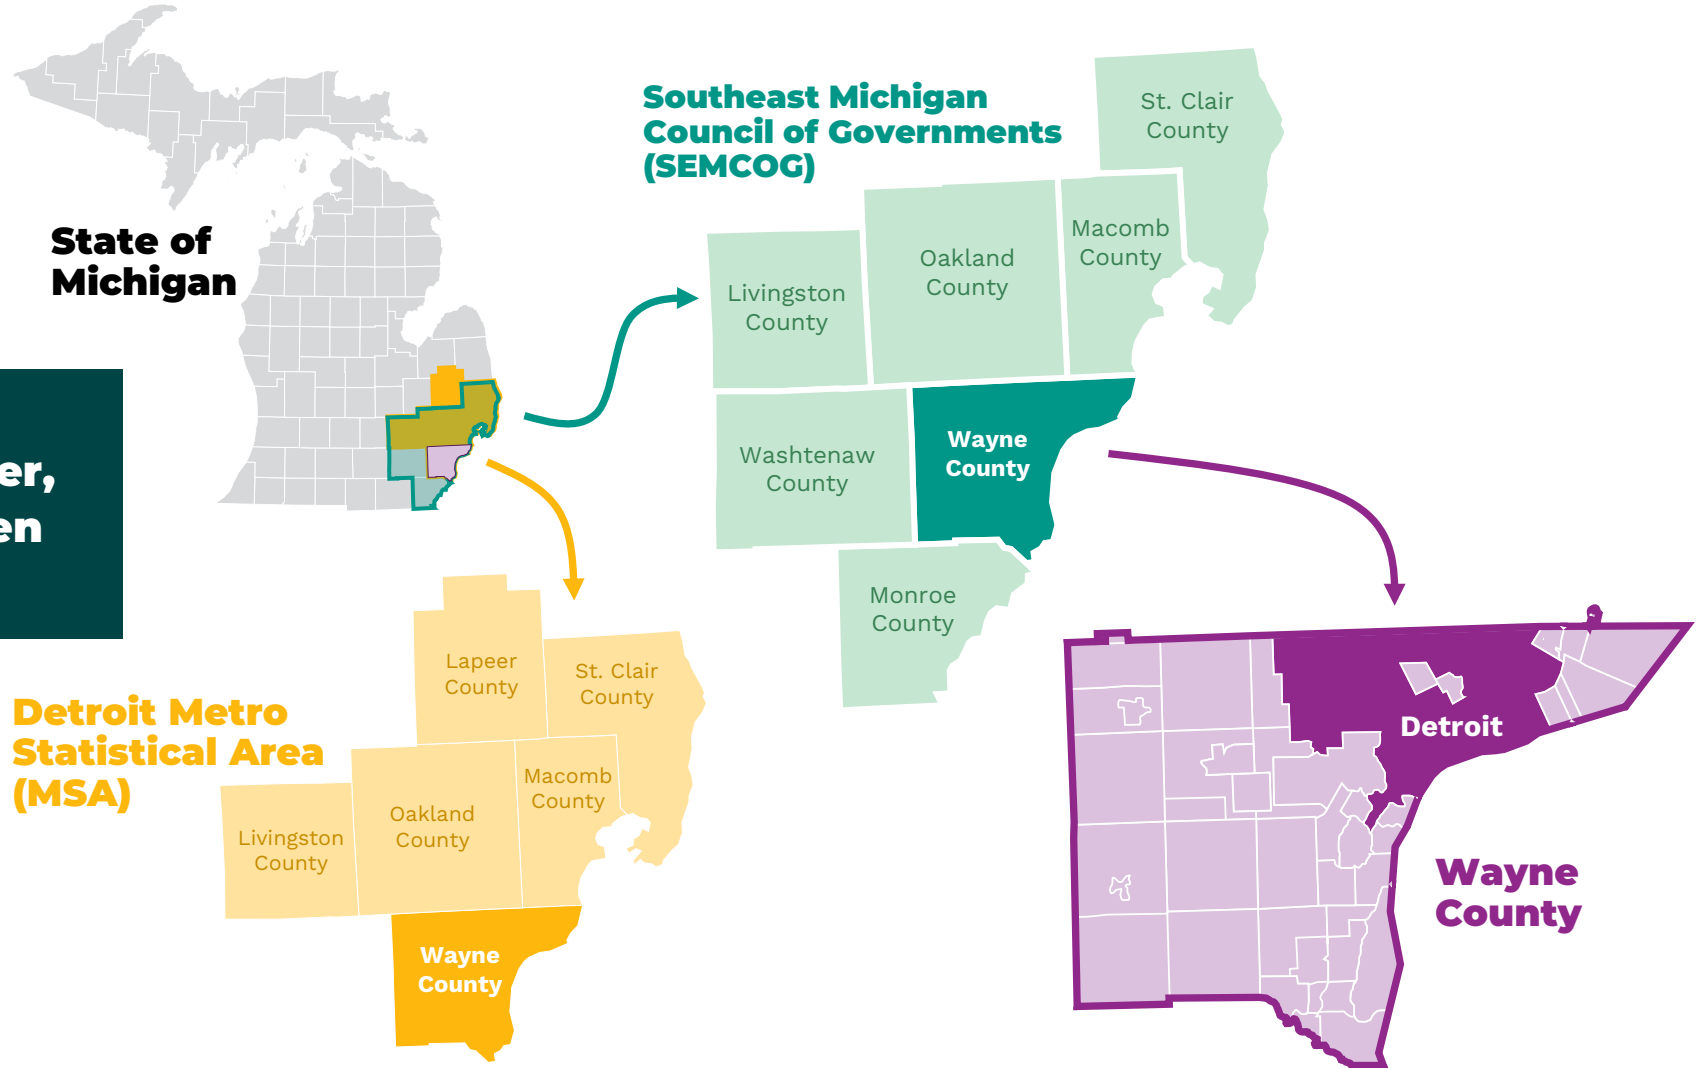 State of
Michigan
er,
en
Southeast Michigan
Council of Governments
(SEMCOG)
St. Clair
County
Macomb
County
Oakland
County
Livingston
County
Washtenaw
County
Wayne
County
Monroe
County
Detroit Metro
Statistical Area
(MSA)
Lapeer
County
St. Clair
County
Macomb
County
Oakland
County
Livingston
County
Wayne
County
Detroit
Wayne
County